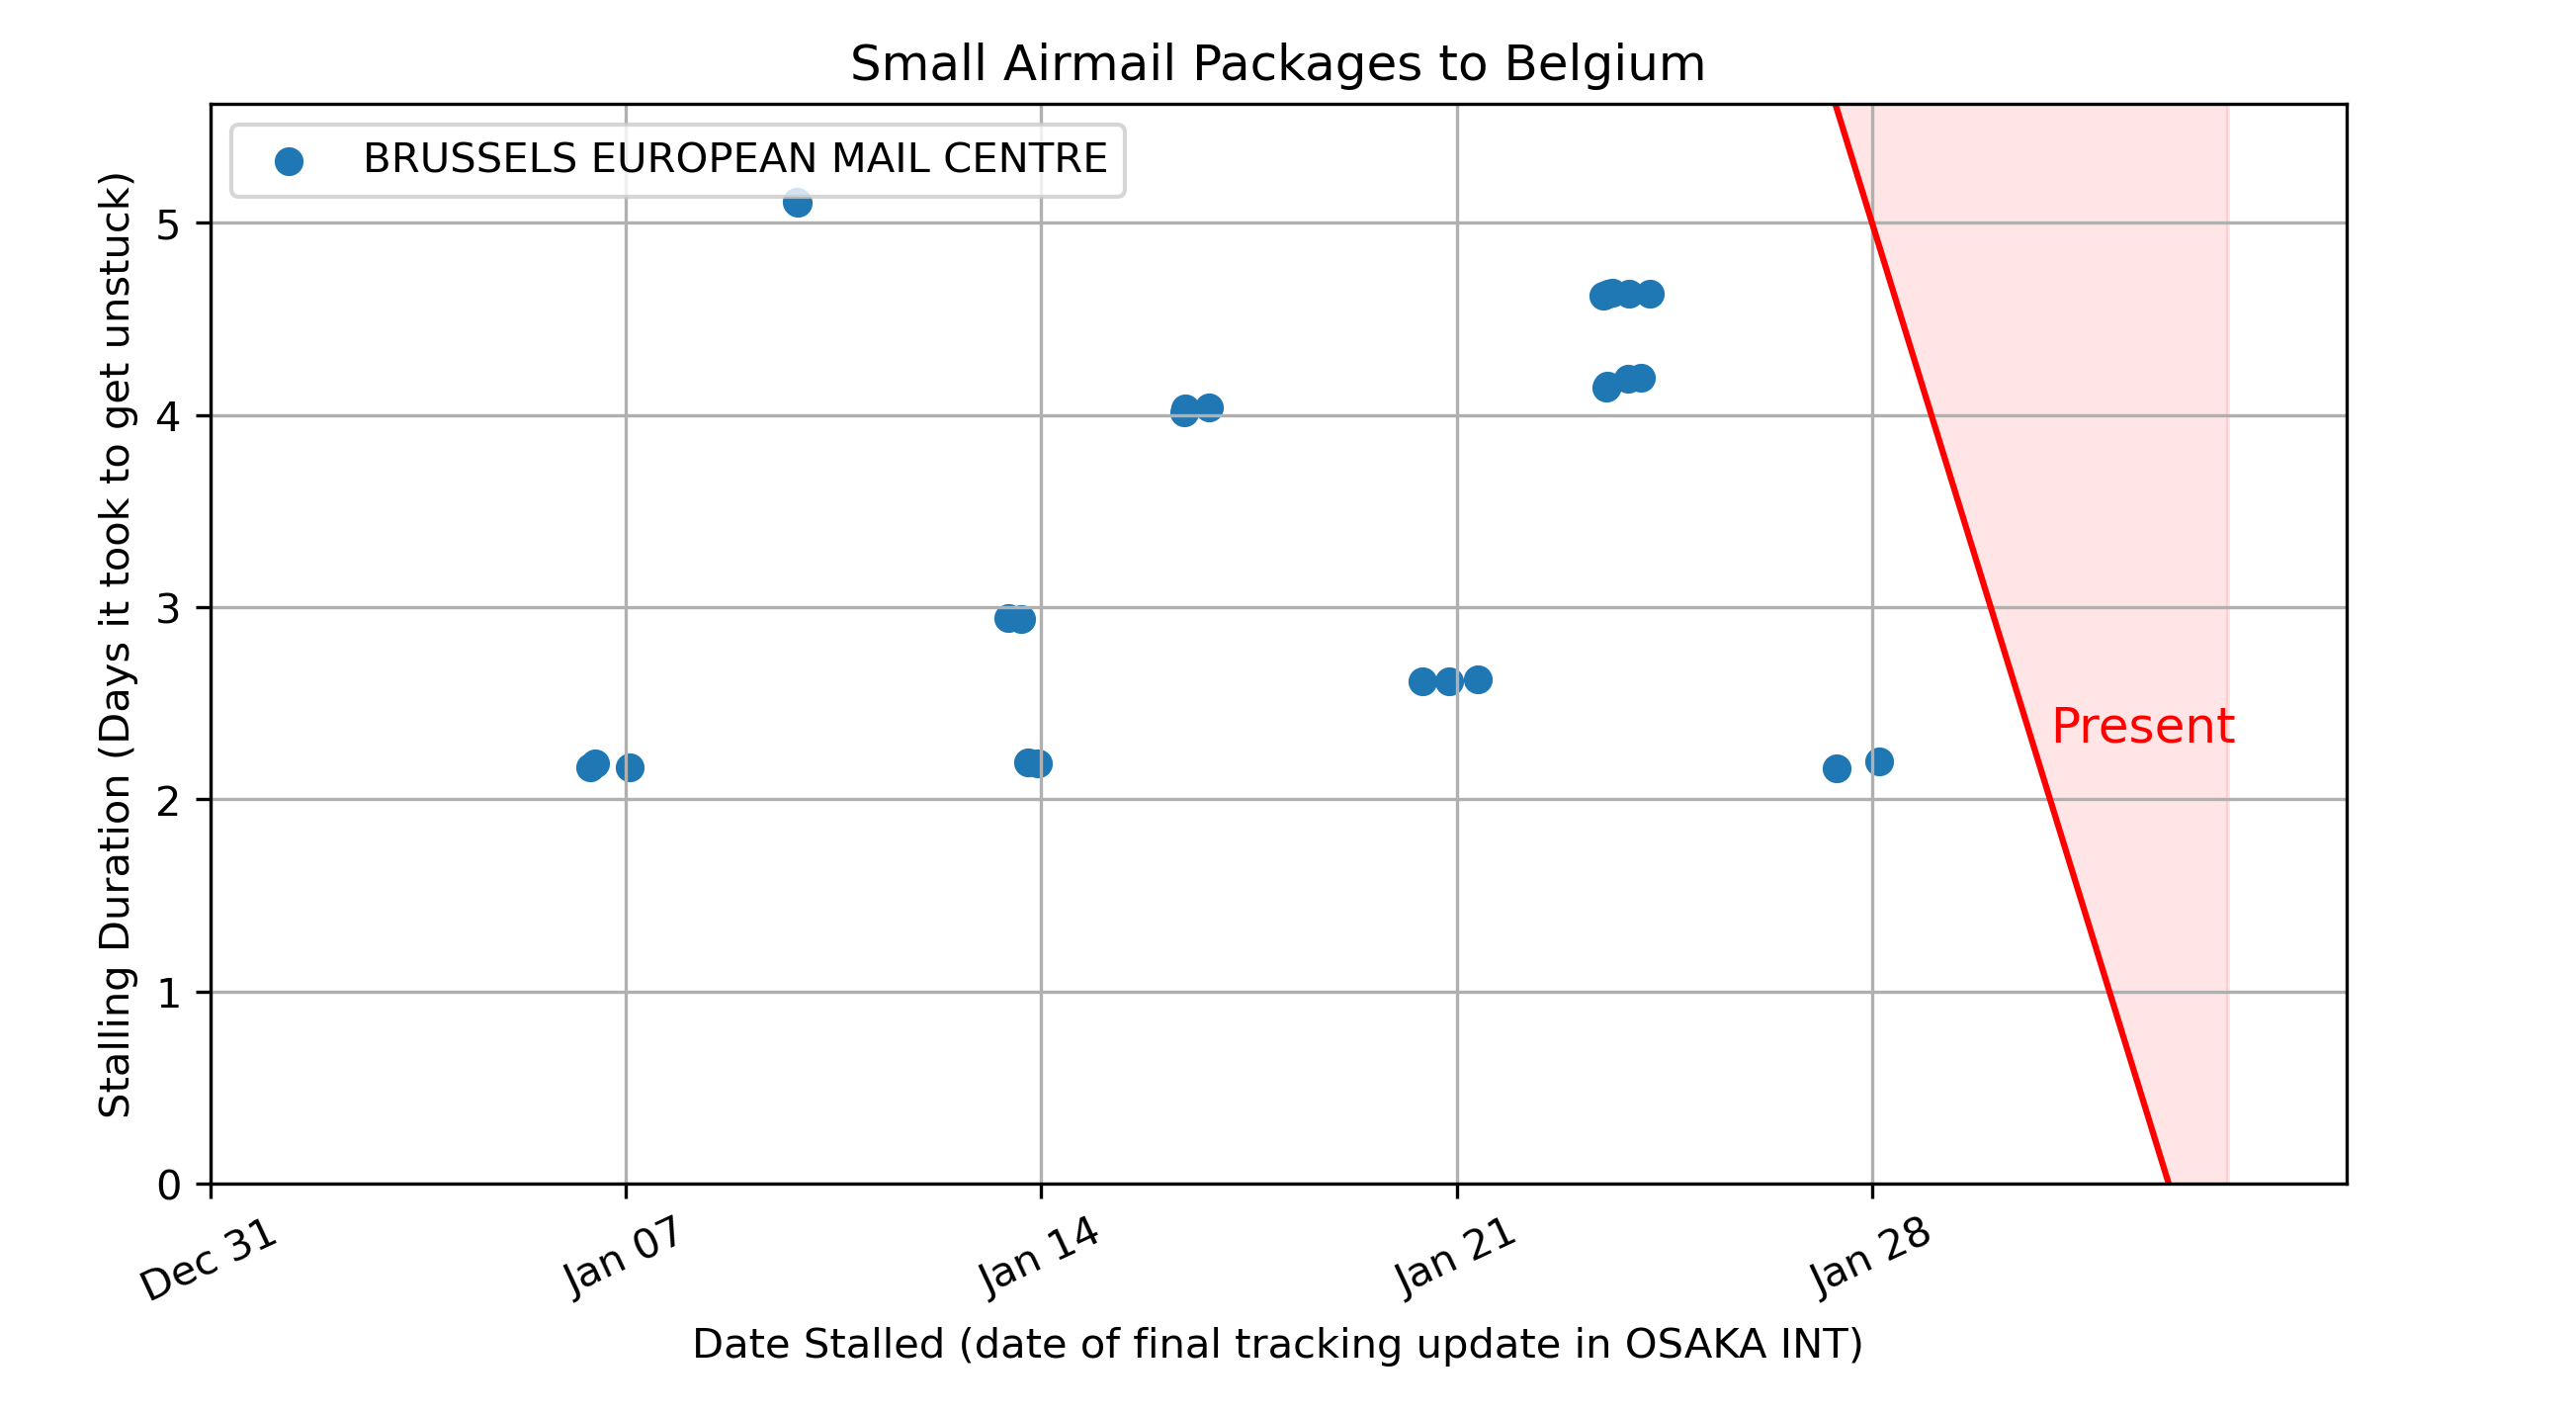 Small Airmail Packages to Belgium
BRUSSELS EUROPEAN MAIL CENTRE
Stalling Duration (Days it took to get unstuck)
5
4
3
2
1
0
Present
Dec 31
Jan 07
Jan 14
Jan 21
Jan 28
Date Stalled (date of final tracking update in OSAKA INT)